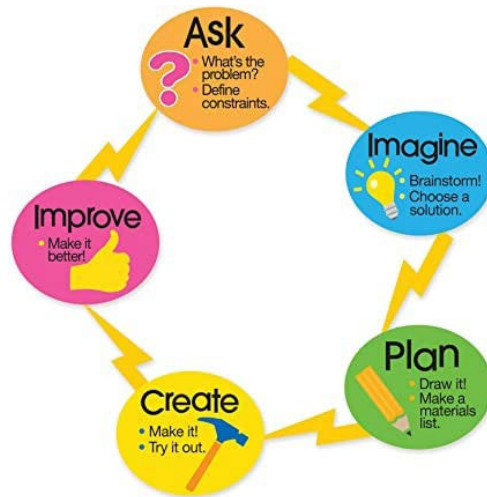 Ask
• What's the
problem?
• Define
constraints.
Imagine
• Brainstorm!
• Choose a
solution.
Plan
• Draw it!
• Make a
materials
list.
Create
• Make it!
• Try it out.
Improve
• Make it
better!